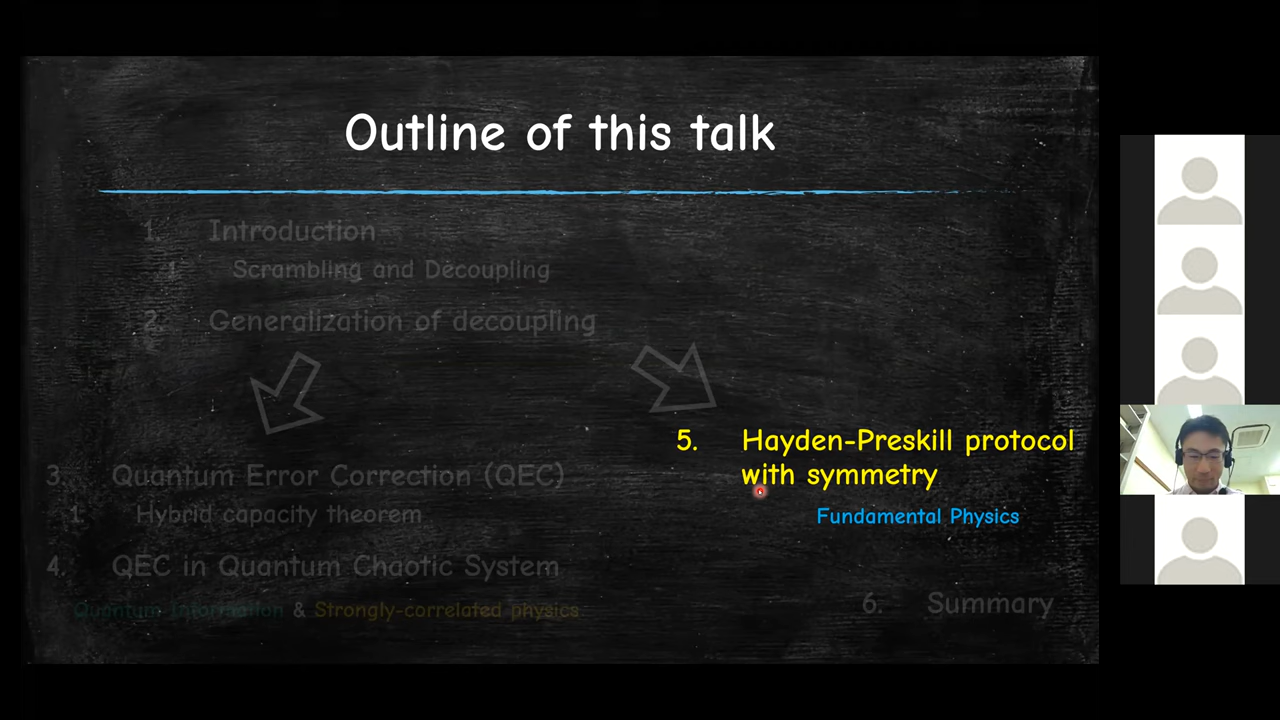 Outline of this talk
1. Introduction
1. Scrambling and Decoupling
2. Generalization of decoupling
3. Quantum Error Correction (QEC)
1. Hybrid capacity theorem
4. QEC in Quantum Chaotic System
Quantum Information & Strongly-correlated physics
5. Hayden-Preskill protocol
with symmetry
Fundamental Physics
6. Summary